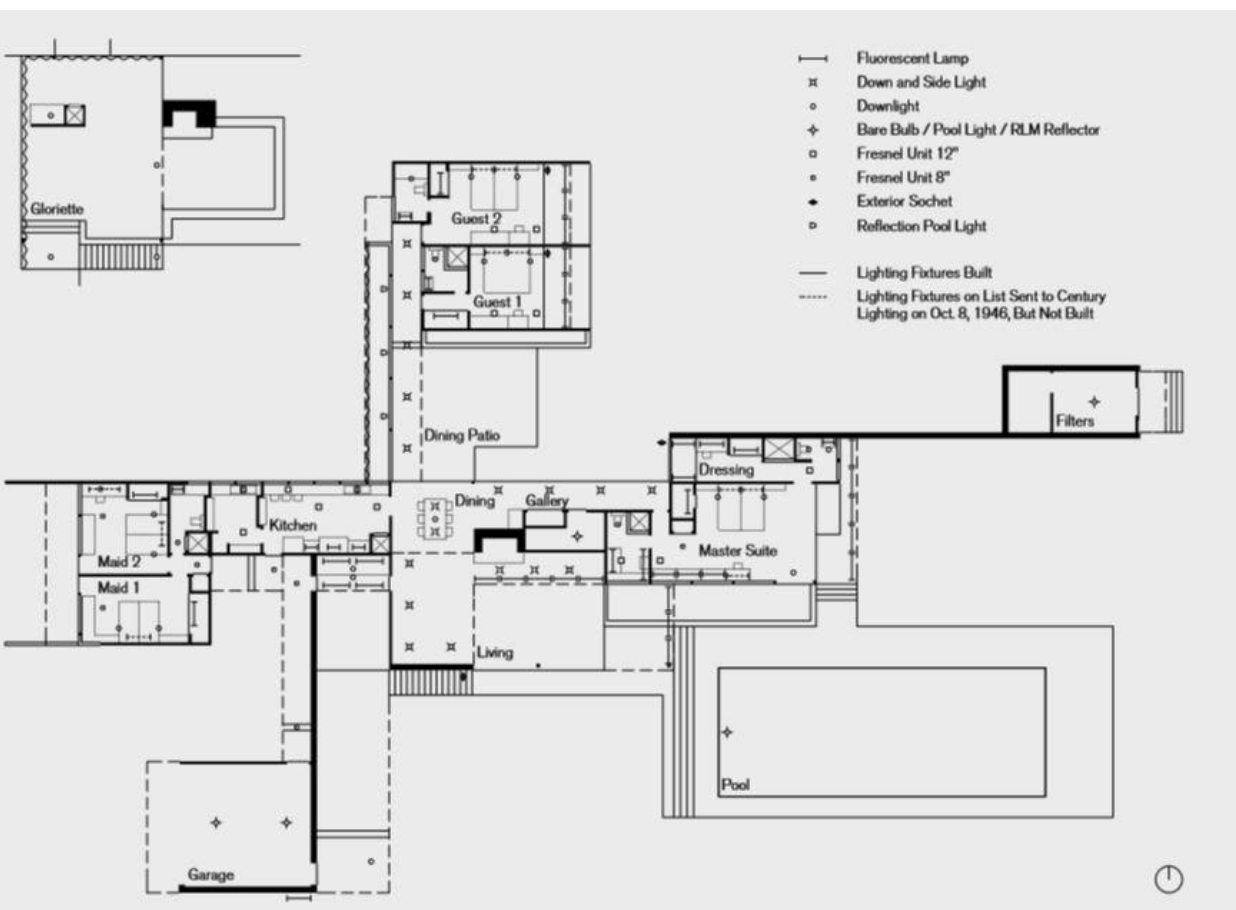 Fluorescent Lamp
Down and Side Light
Downlight
Bare Bulb / Pool Light / RLM Reflector
Fresnel Unit 12"
Fresnel Unit 8"
Exterior Sochet
Reflection Pool Light
Lighting Fixtures Built
Lighting Fixtures on List Sent to Century
Lighting on Oct. 8, 1946, But Not Built
Gloriette
Guest 2
Guest 1
Dining Patio
Filters
Dressing
Dining
Gallery
Kitchen
Master Suite
Maid 2
Maid 1
Living
Pool
Garage